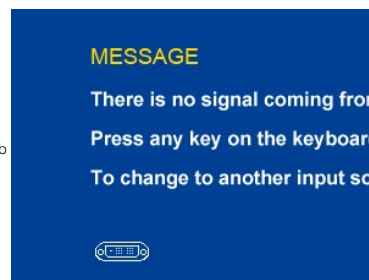 MESSAGE
There is no signal coming from
Press any key on the keyboard
o
To change to another input so